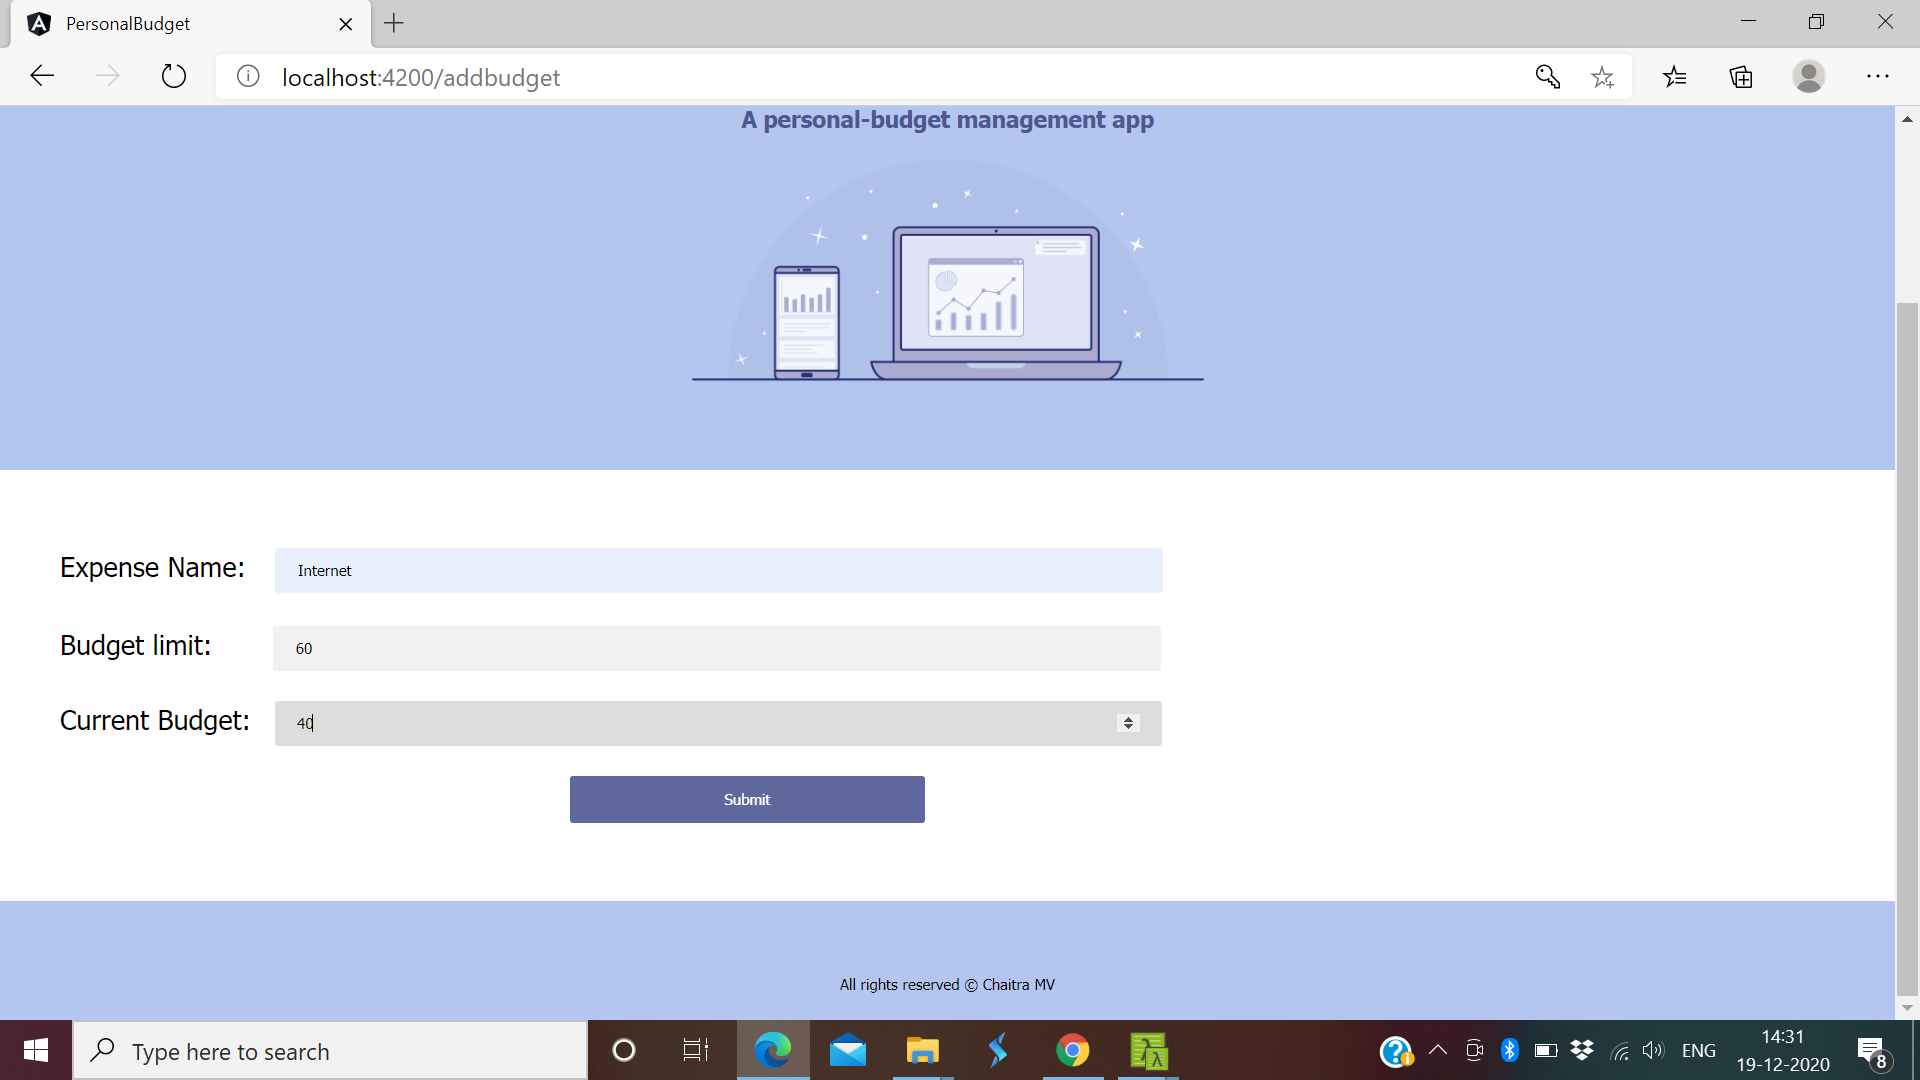 PersonalBudget
localhost:4200/addbudget
A personal-budget management app
Expense Name: Internet
Budget limit: 60
Current Budget: 40
Submit
All rights reserved © Chaitra MV
Type here to search
ENG
14:31
19-12-2020
8